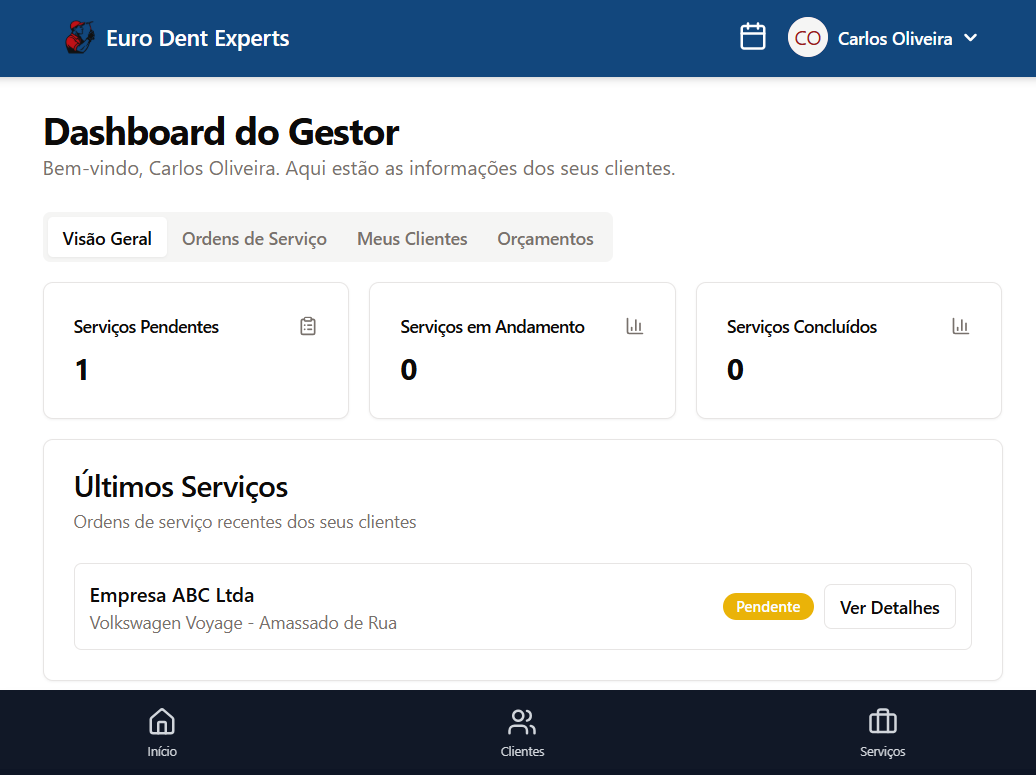 Euro Dent Experts
CO
Carlos Oliveira
Dashboard do Gestor
Bem-vindo, Carlos Oliveira. Aqui estão as informações dos seus clientes.
Visão Geral
Ordens de Serviço
Meus Clientes
Orçamentos
Serviços Pendentes
1
Serviços em Andamento
0
Serviços Concluídos
0
Últimos Serviços
Ordens de serviço recentes dos seus clientes
Empresa ABC Ltda
Volkswagen Voyage - Amassado de Rua
Pendente
Ver Detalhes
Início
Clientes
Serviços